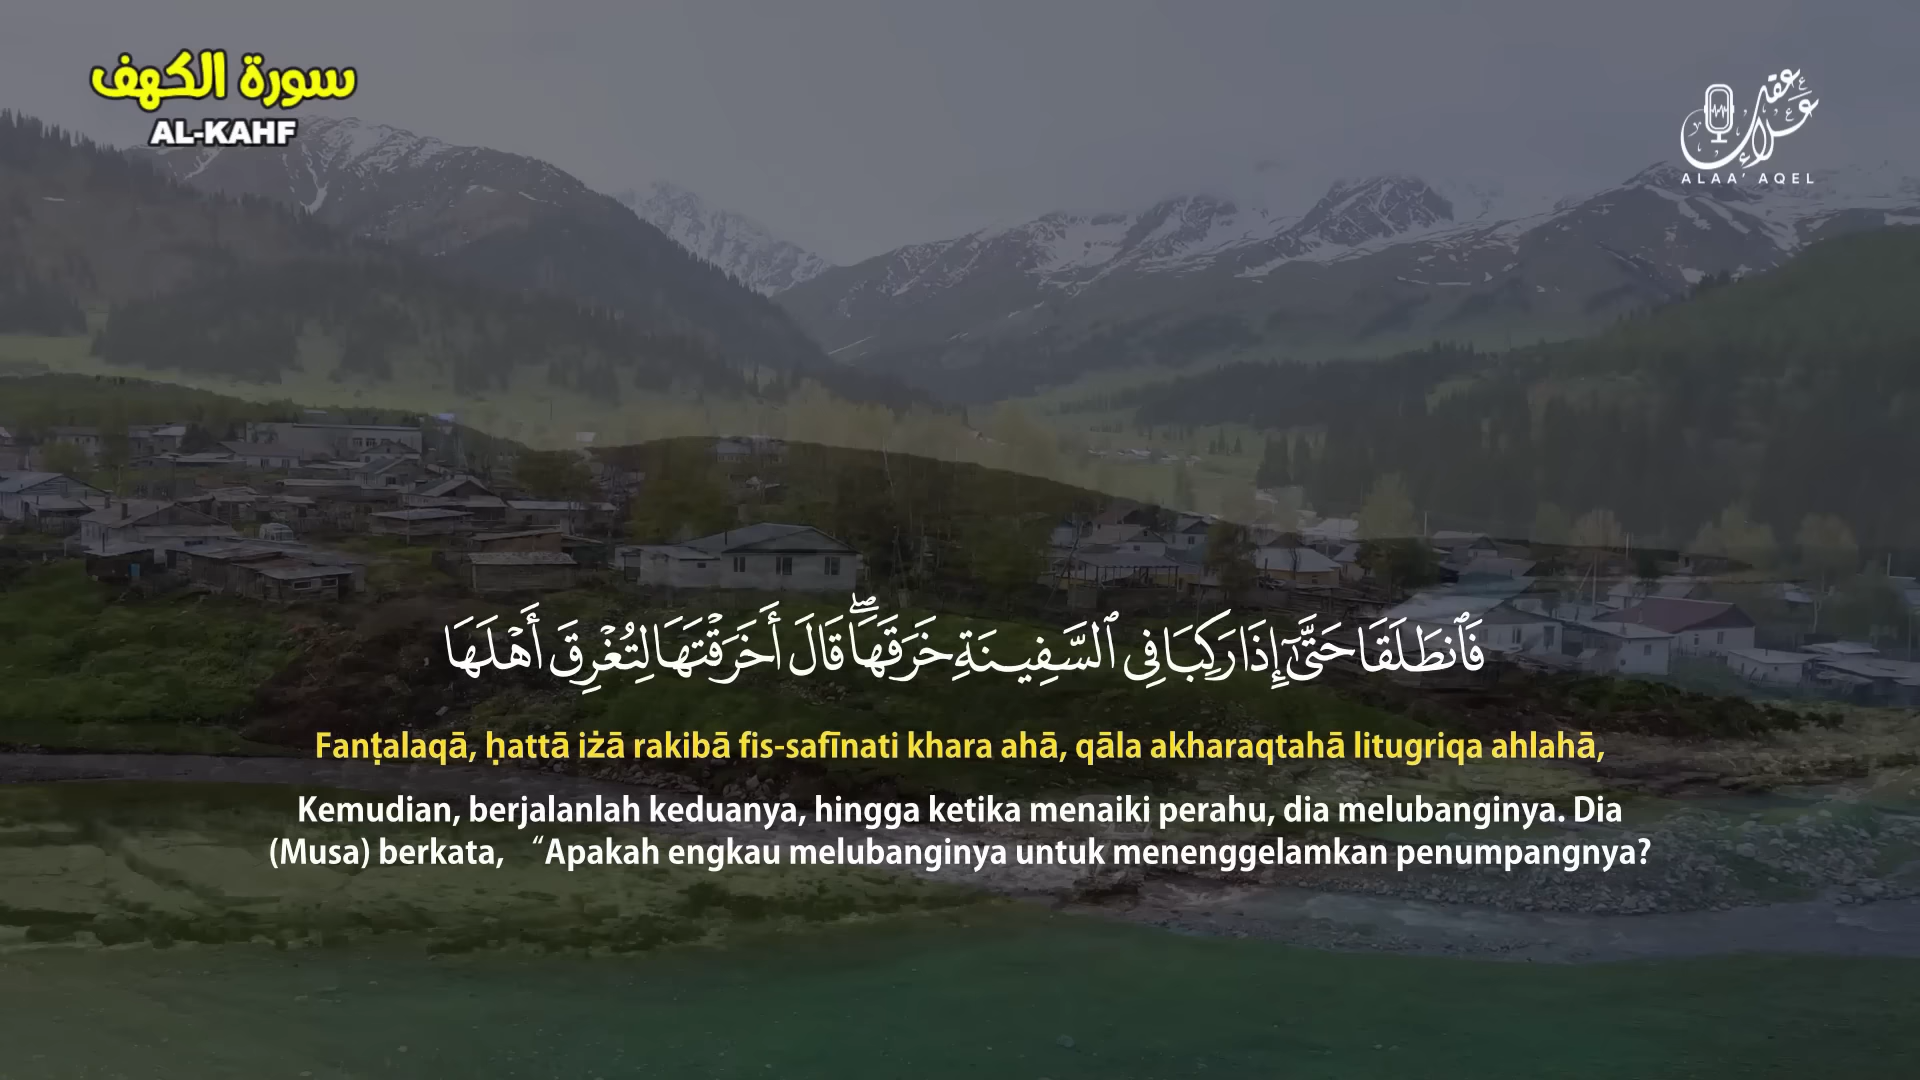 سورة الكهف
AL-KAHF
علاء عقل
ALAA' AQEL
فَٱنطَلَقَا حَتَّىٰٓ إِذَا رَكِبَا فِى ٱلسَّفِينَةِ خَرَقَهَا ۖ قَالَ أَخَرَقْتَهَا لِتُغْرِقَ أَهْلَهَا
Fanṭalaqā, ḥattā iżā rakibā fis-safīnati khara ahā, qāla akharaqtahā litugriqa ahlahā,
Kemudian, berjalanlah keduanya, hingga ketika menaiki perahu, dia melubanginya. Dia
(Musa) berkata, “Apakah engkau melubanginya untuk menenggelamkan penumpangnya?